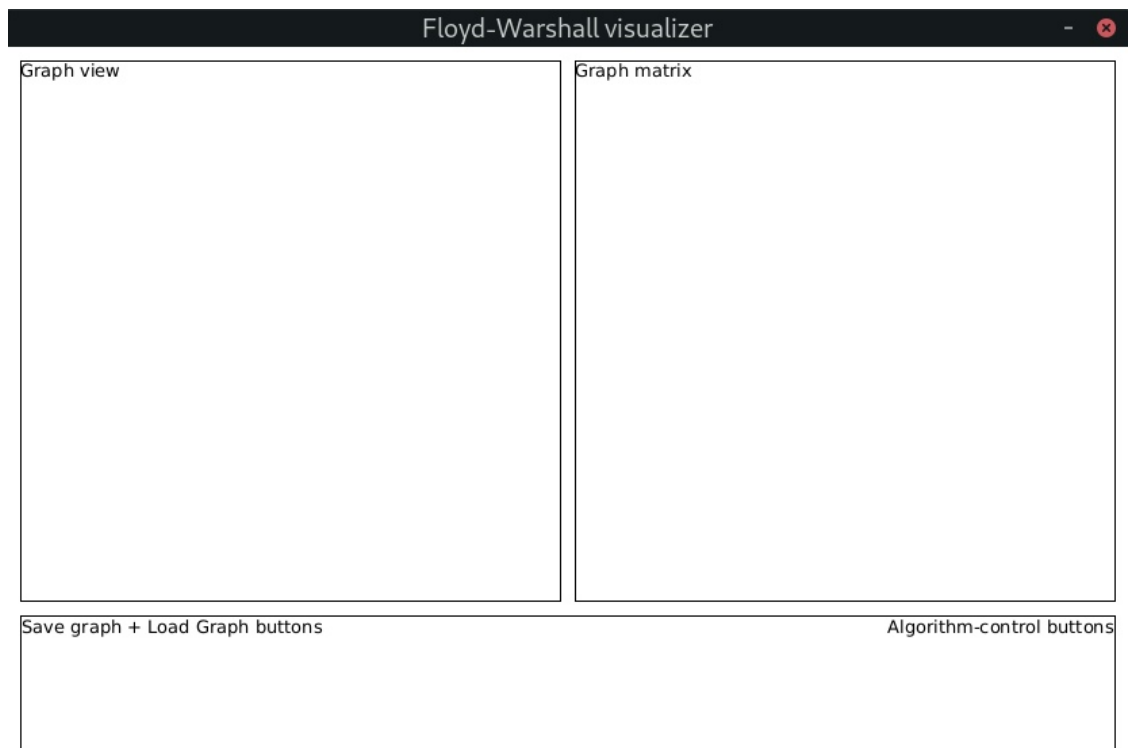 Floyd-Warshall visualizer
Graph view
Graph matrix
Save graph + Load Graph buttons
Algorithm-control buttons